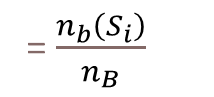 = n_b(S_i) / n_B